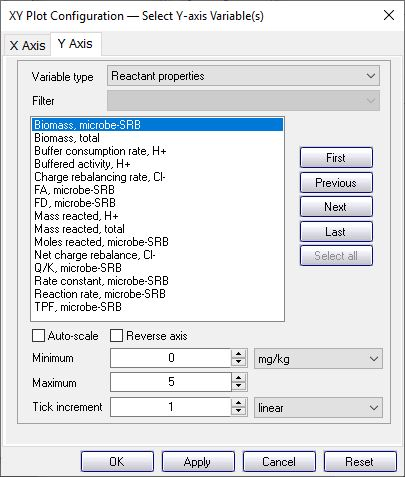 XY Plot Configuration — Select Y-axis Variable(s)
X Axis Y Axis
Variable type Reactant properties
Filter
Biomass, microbe-SRB
Biomass, total
Buffer consumption rate, H+
Buffered activity, H+
Charge rebalancing rate, Cl-
FA, microbe-SRB
FD, microbe-SRB
Mass reacted, H+
Mass reacted, total
Moles reacted, microbe-SRB
Net charge rebalance, Cl-
Q/K, microbe-SRB
Rate constant, microbe-SRB
Reaction rate, microbe-SRB
TPF, microbe-SRB
First
Previous
Next
Last
Select all
Auto-scale Reverse axis
Minimum 0 mg/kg
Maximum 5
Tick increment 1 linear
OK Apply Cancel Reset